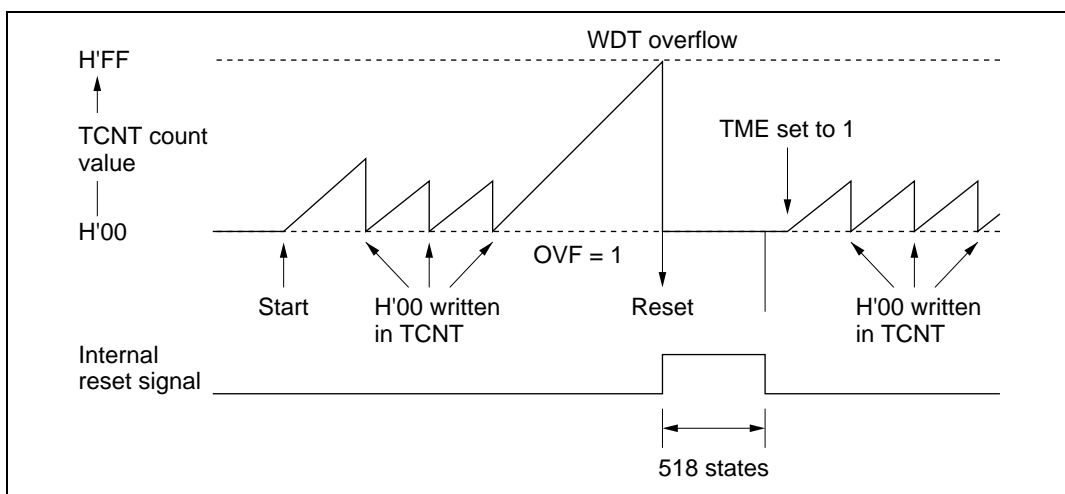 WDT overflow
H'FF
TCNT count
value
TME set to 1
H'00
OVF = 1
Start
H'00 written
in TCNT
Reset
H'00 written
in TCNT
Internal
reset signal
518 states